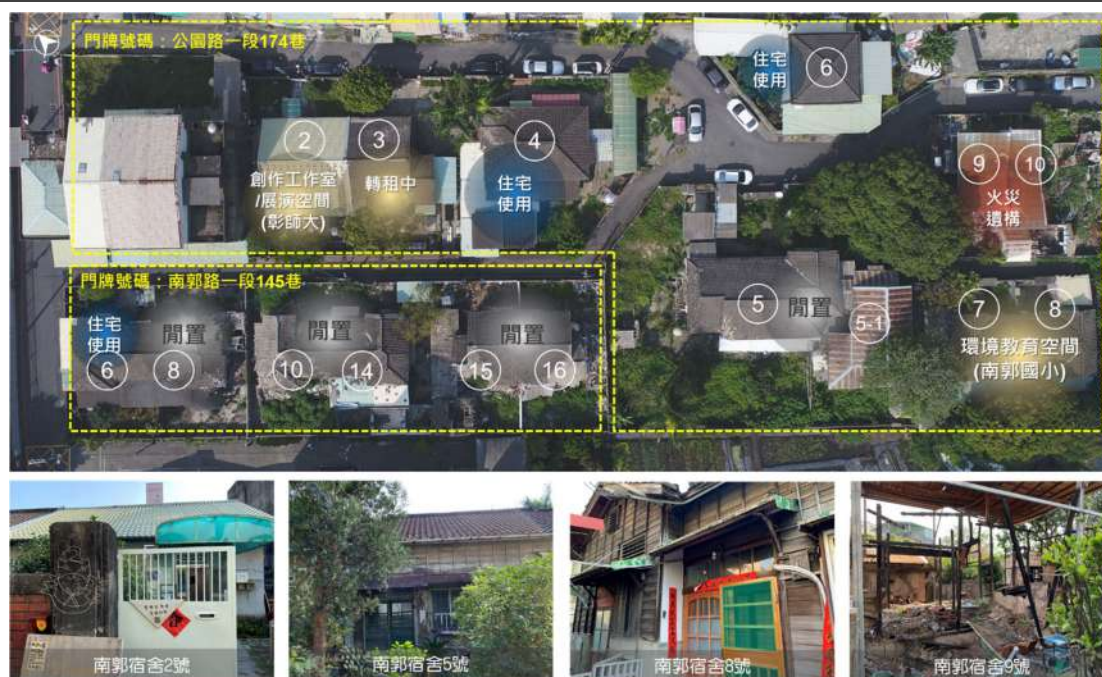 門牌號碼：公園路一段174巷
2
3
4
6
住宅
使用
創作工作室
/展演空間
(彰師大)
轉租中
住宅
使用
9
10
火災
遺構
門牌號碼：南郭路一段145巷
住宅
使用
閒置
閒置
閒置
6
8
10
14
15
16
5
閒置
5-1
7
8
環境教育空間
(南郭國小)
南郭宿舍2號
南郭宿舍5號
南郭宿舍8號
南郭宿舍9號